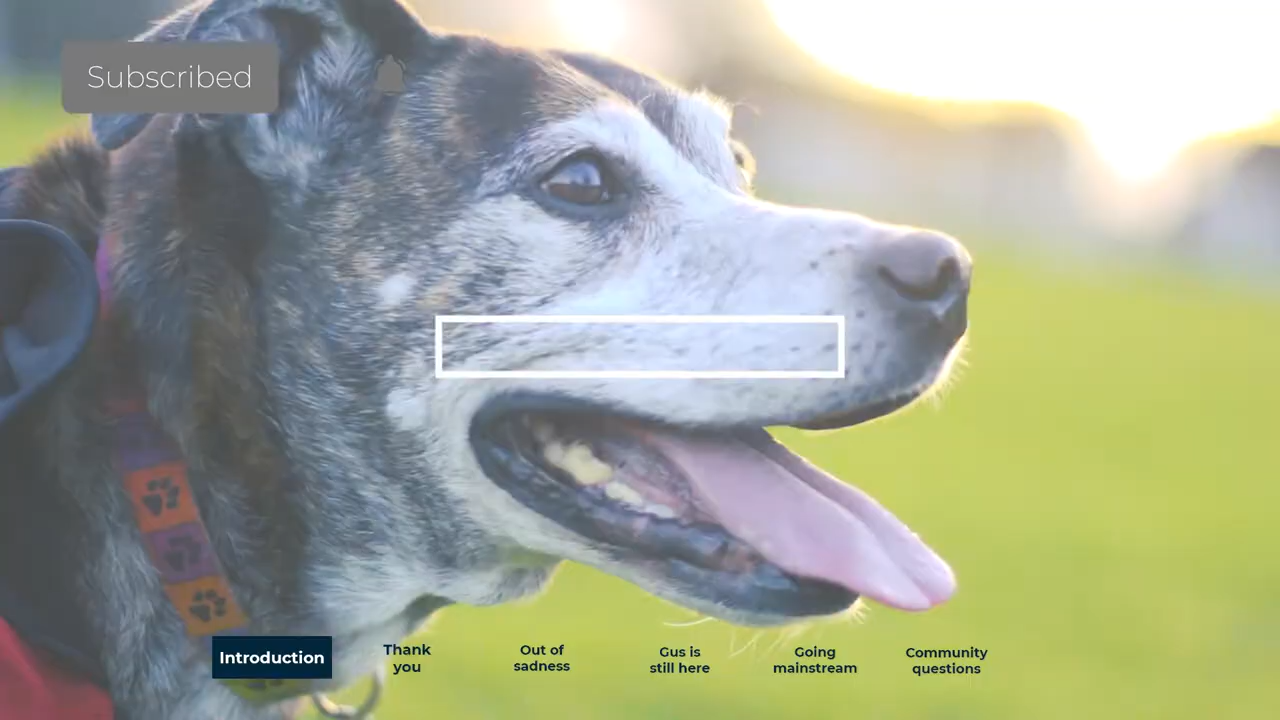 Subscribed
Introduction
Thank
you
Out of
sadness
Gus is
still here
Going
mainstream
Community
questions